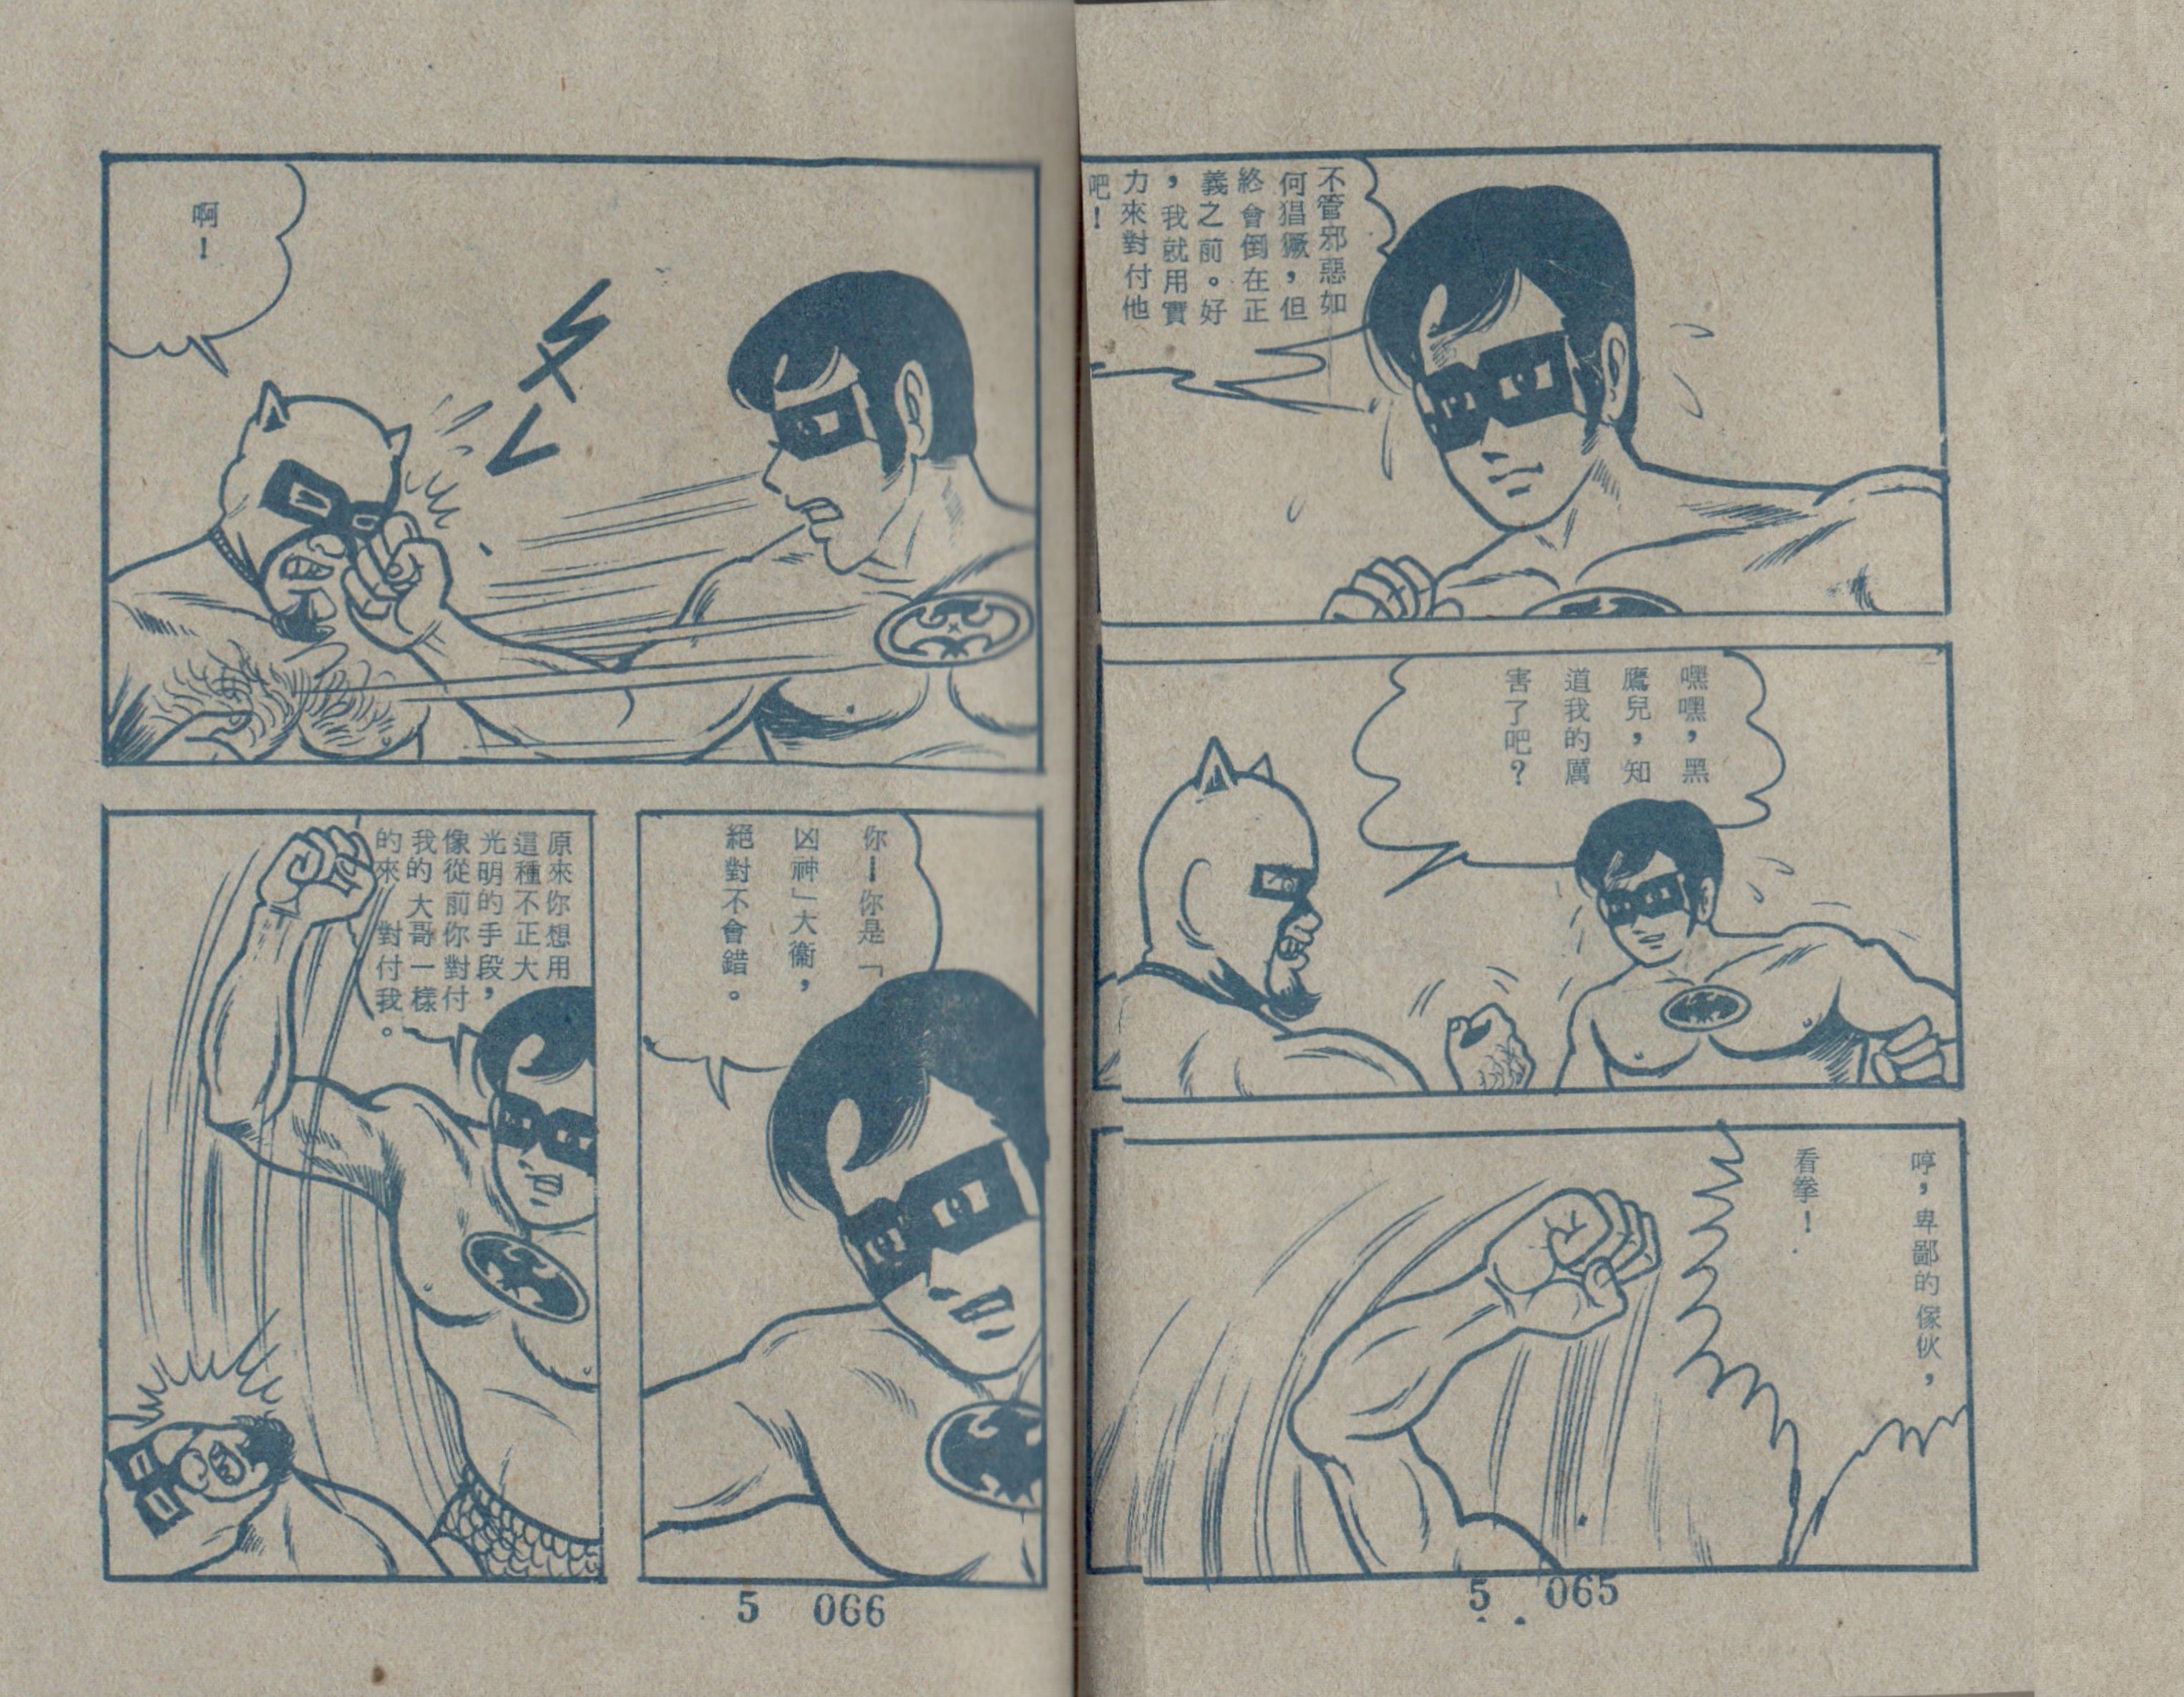 不管邪惡如
何猖獗，但
終會倒在正
義之前。好
，我就用實
力來對付他
吧！
嘿嘿，黑
鷹兒，知
道我的厲
害了吧？
哼，卑鄙的傢伙，
看拳！
5 065
啊！
ㄆㄥ
你—你是「
凶神」大衞，
絕對不會錯。
原來你想用
這種不正大
光明的手段，
像從前你對付
我的大哥一樣
的來對付我。
5 066